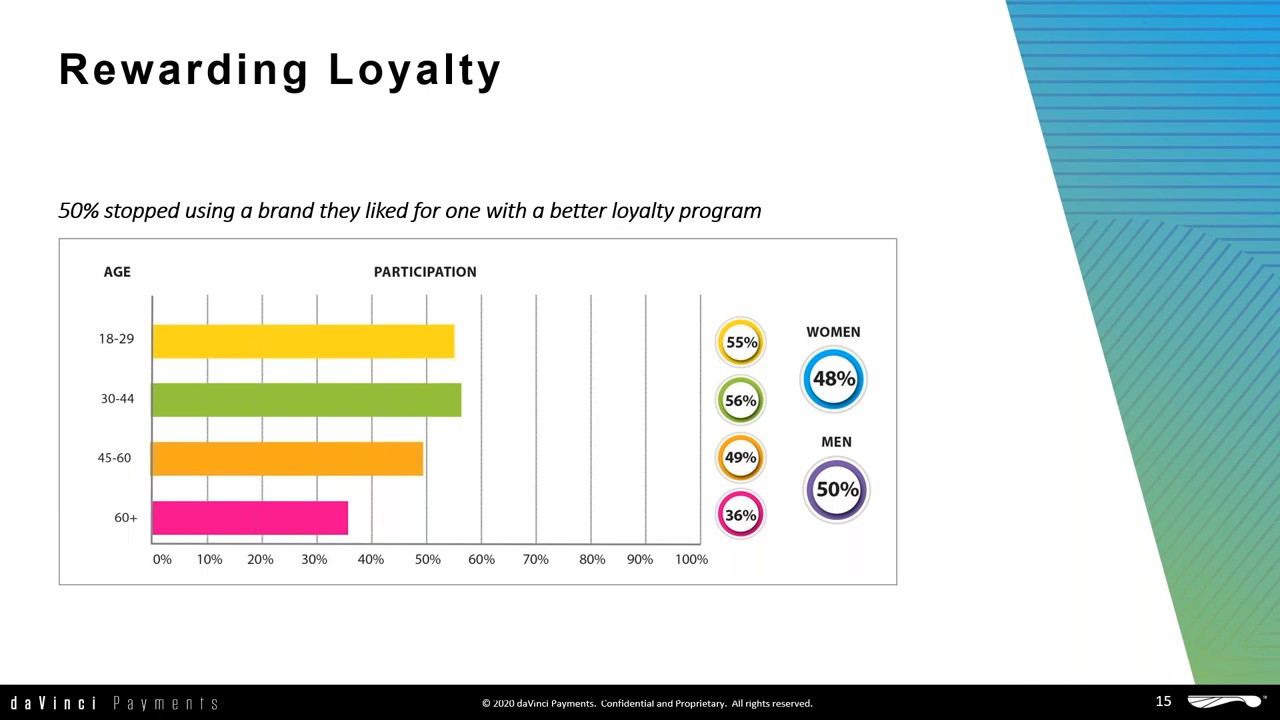 Rewarding Loyalty
50% stopped using a brand they liked for one with a better loyalty program
AGE PARTICIPATION
18-29 55%
30-44 56%
45-60 49%
60+ 36%
WOMEN
48%
MEN
50%
0% 10% 20% 30% 40% 50% 60% 70% 80% 90% 100%
daVinci Payments © 2020 daVinci Payments. Confidential and Proprietary. All rights reserved. 15 ™